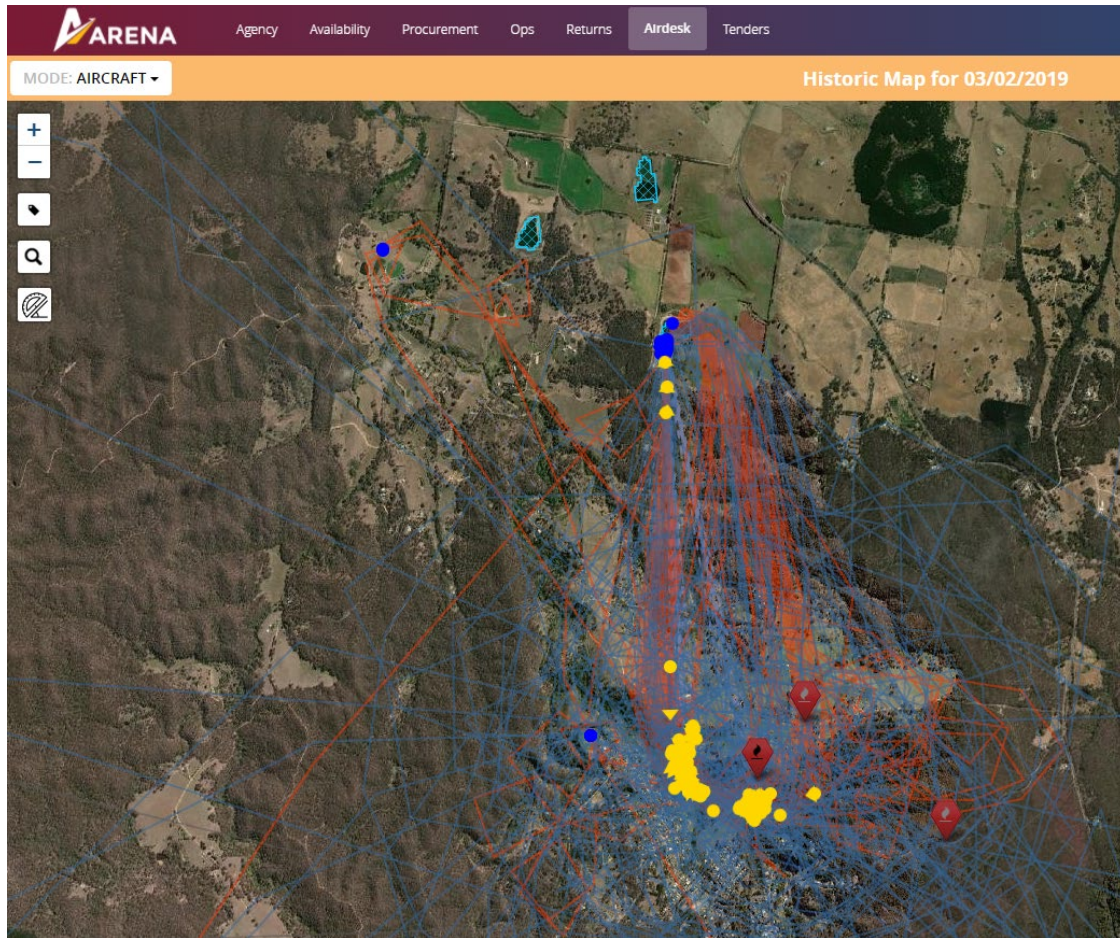 ARENA
Agency Availability Procurement Ops Returns Airdesk Tenders
MODE: AIRCRAFT
Historic Map for 03/02/2019
+
−